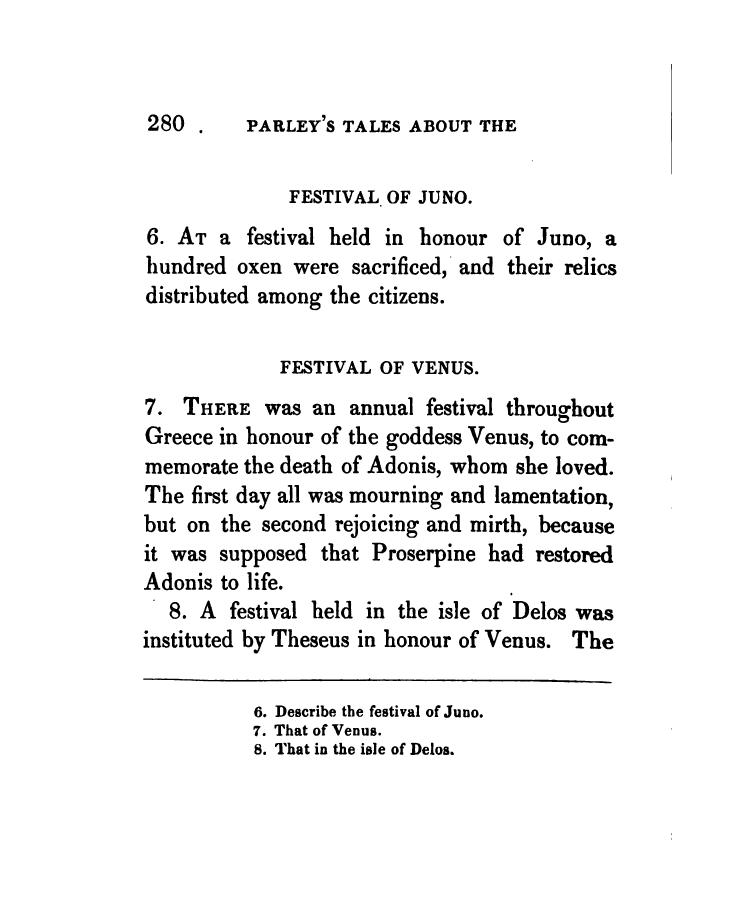 280 . PARLEY'S TALES ABOUT THE
FESTIVAL OF JUNO.
6. AT a festival held in honour of Juno, a
hundred oxen were sacrificed, and their relics
distributed among the citizens.
FESTIVAL OF VENUS.
7. THERE was an annual festival throughout
Greece in honour of the goddess Venus, to com-
memorate the death of Adonis, whom she loved.
The first day all was mourning and lamentation,
but on the second rejoicing and mirth, because
it was supposed that Proserpine had restored
Adonis to life.
8. A festival held in the isle of Delos was
instituted by Theseus in honour of Venus. The
6. Describe the festival of Juno.
7. That of Venus.
8. That in the isle of Delos.